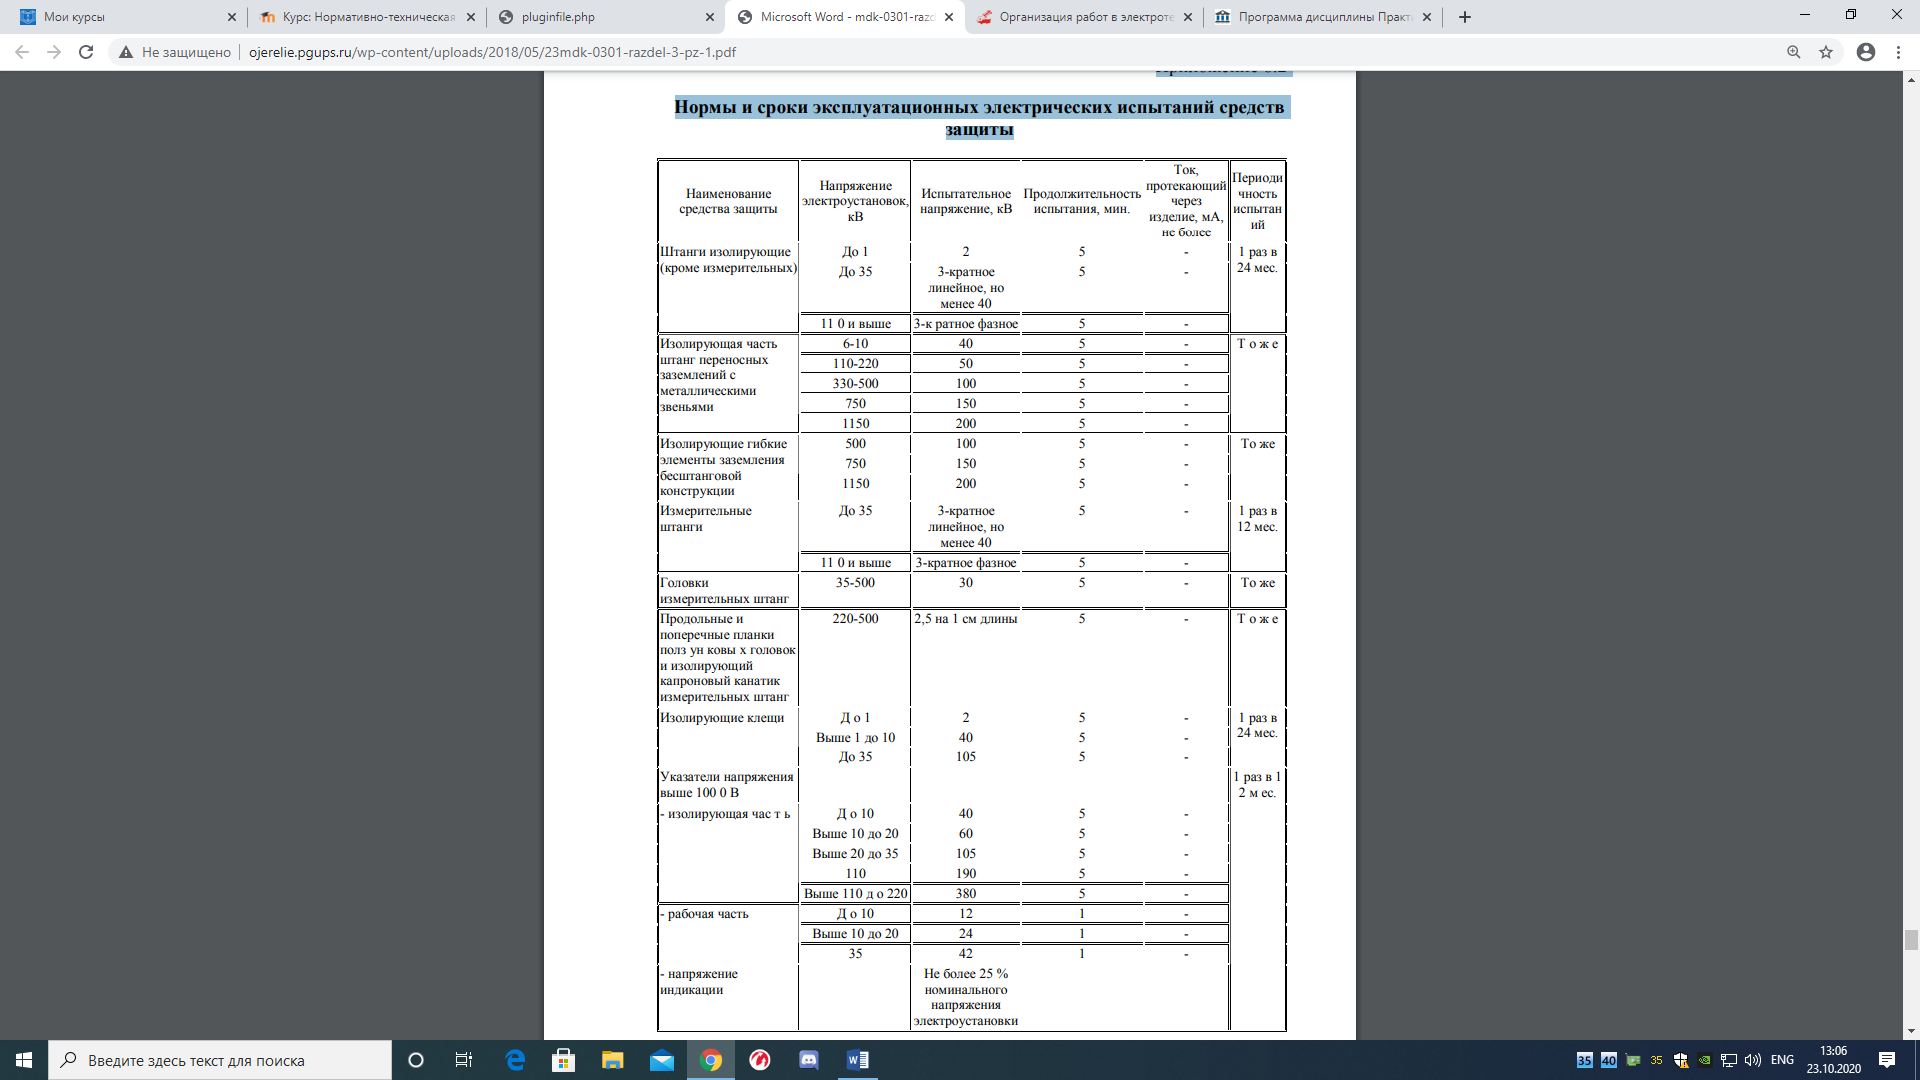 Мои курсы
Курс: Нормативно-техническая
pluginfile.php
Microsoft Word - mdk-0301-razd
Организация работ в электроте
Программа дисциплины Практ
Не защищено
ojerelie.pgups.ru/wp-content/uploads/2018/05/23mdk-0301-razdel-3-pz-1.pdf
Нормы и сроки эксплуатационных электрических испытаний средств
защиты
Наименование
средства защиты
Напряжение
электроустановок,
кВ
Испытательное
напряжение, кВ
Продолжительность
испытания, мин.
Ток,
протекающий
через
изделие, мА,
не более
Периоди
чность
испытан
ий
Штанги изолирующие До 1 2 5 - 1 раз в
(кроме измерительных) 24 мес.
До 35 3-кратное 5 -
линейное, но
менее 40
11 0 и выше 3-к ратное фазное 5 -
Изолирующая часть 6-10 40 5 - Т о ж е
штанг переносных 110-220 50 5 -
заземлений с 330-500 100 5 -
металлическими 750 150 5 -
звеньями 1150 200 5 -
Изолирующие гибкие 500 100 5 - То же
элементы заземления 750 150 5 -
бесштанговой 1150 200 5 -
конструкции
Измерительные До 35 3-кратное 5 - 1 раз в
штанги линейное, но 12 мес.
менее 40
11 0 и выше 3-кратное фазное 5 -
Головки 35-500 30 5 - То же
измерительных штанг
Продольные и 220-500 2,5 на 1 см длины 5 - Т о ж е
поперечные планки
полз ун ковы х головок
и изолирующий
капроновый канатик
измерительных штанг
Изолирующие клещи Д о 1 2 5 - 1 раз в
24 мес.
Выше 1 до 10 40 5 -
До 35 105 5 -
Указатели напряжения 1 раз в 1
выше 100 0 В 2 м ес.
- изолирующая час т ь Д о 10 40 5 -
Выше 10 до 20 60 5 -
Выше 20 до 35 105 5 -
110 190 5 -
Выше 110 д о 220 380 5 -
- рабочая часть Д о 10 12 1 -
Выше 10 до 20 24 1 -
35 42 1 -
- напряжение Не более 25 %
индикации номинального
напряжения
электроустановки
Введите здесь текст для поиска
35 40 35 ENG
13:06
23.10.2020